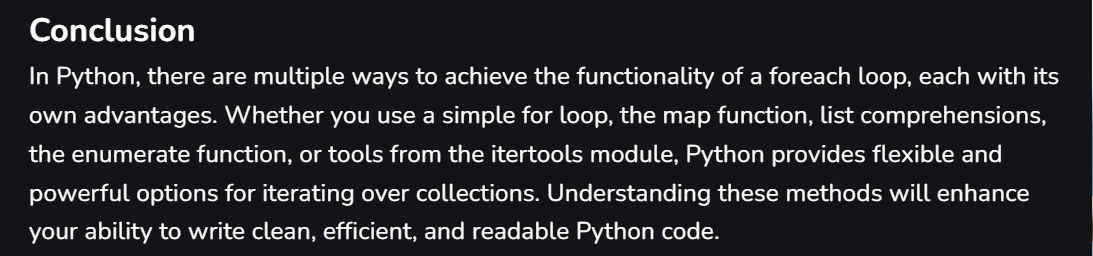 Conclusion
In Python, there are multiple ways to achieve the functionality of a foreach loop, each with its
own advantages. Whether you use a simple for loop, the map function, list comprehensions,
the enumerate function, or tools from the itertools module, Python provides flexible and
powerful options for iterating over collections. Understanding these methods will enhance
your ability to write clean, efficient, and readable Python code.